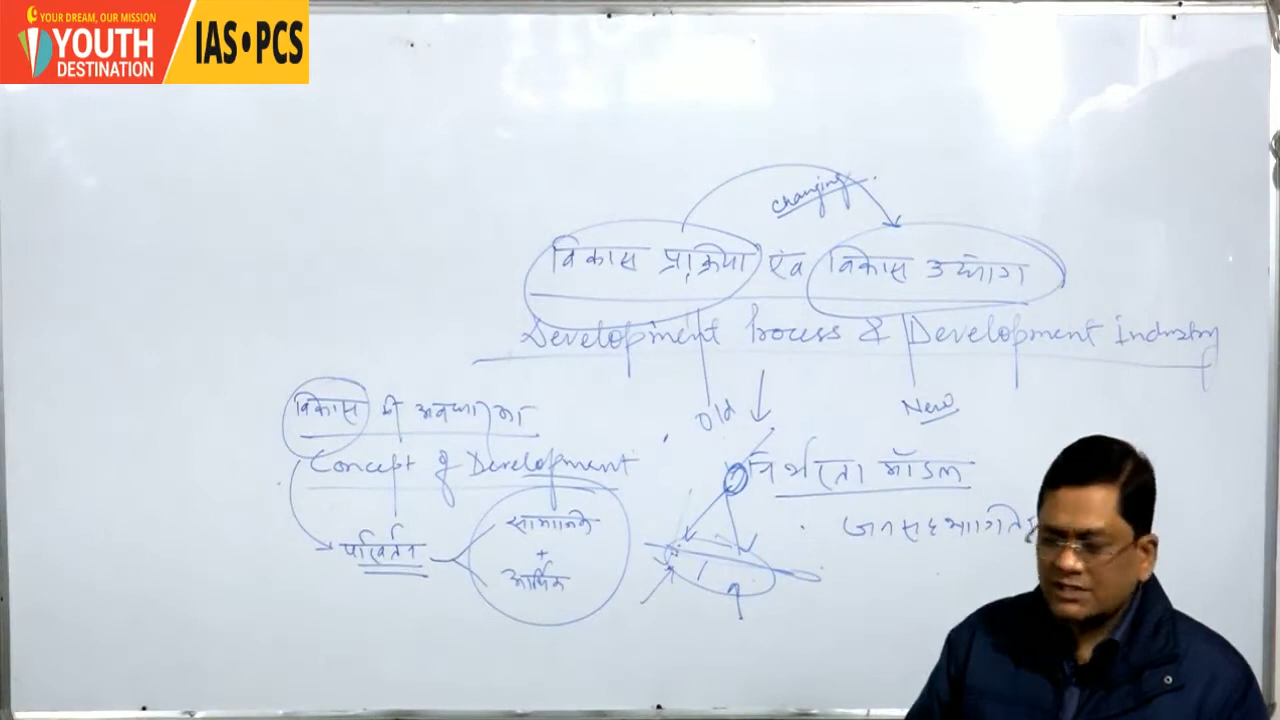 YOUR DREAM, OUR MISSION
YOUTH
DESTINATION
IAS•PCS
Changing
विकास प्रक्रिया एंव विकास उद्योग
Development Process & Development Industry
Old
New
विकास की अवधारणा
Concept of Development
परिवर्तन
सामाजिक
+
आर्थिक
निर्भरता मॉडल
जनसहभागिता